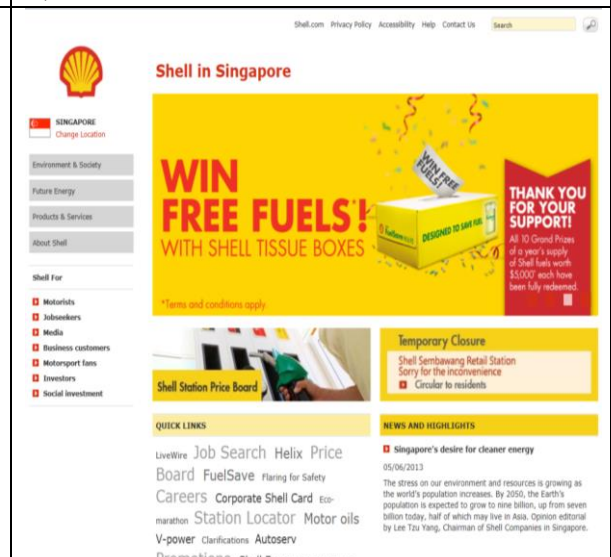 Shell.com Privacy Policy Accessibility Help Contact Us Search
Shell in Singapore
SINGAPORE
Change Location
Environment & Society
Future Energy
Products & Services
About Shell
Shell For
Motorists
Jobseekers
Media
Business customers
Motorsport fans
Investors
Social investment
WIN
FREE FUELS*!
WITH SHELL TISSUE BOXES
*Terms and conditions apply.
WIN FREE
FUELS!
FuelSave
DESIGNED TO SAVE FUEL
THANK YOU
FOR YOUR
SUPPORT!
All 10 Grand Prizes
of a year's supply
of Shell fuels worth
$5,000* each have
been fully redeemed.
Shell Station Price Board
Temporary Closure
Shell Sembawang Retail Station
Sorry for the inconvenience
Circular to residents
QUICK LINKS
LiveWire Job Search Helix Price
Board FuelSave Flaring for Safety
Careers Corporate Shell Card Eco-
marathon Station Locator Motor oils
V-power Clarifications Autoserv
NEWS AND HIGHLIGHTS
Singapore's desire for cleaner energy
05/06/2013
The stress on our environment and resources is growing as
the world's population increases. By 2050, the Earth's
population is expected to grow to nine billion, up from seven
billion today, half of which may live in Asia. Opinion editorial
by Lee Tzu Yang, Chairman of Shell Companies in Singapore.